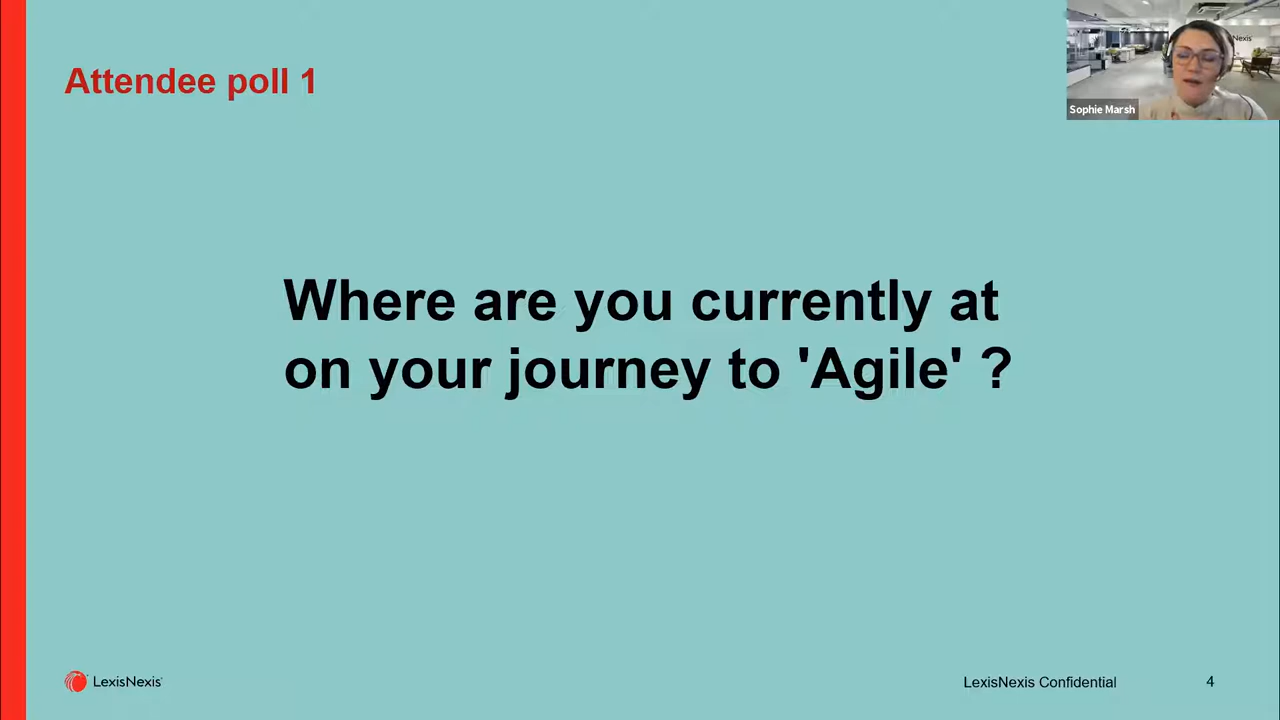 Attendee poll 1
Sophie Marsh
Where are you currently at
on your journey to 'Agile' ?
LexisNexis
LexisNexis Confidential
4